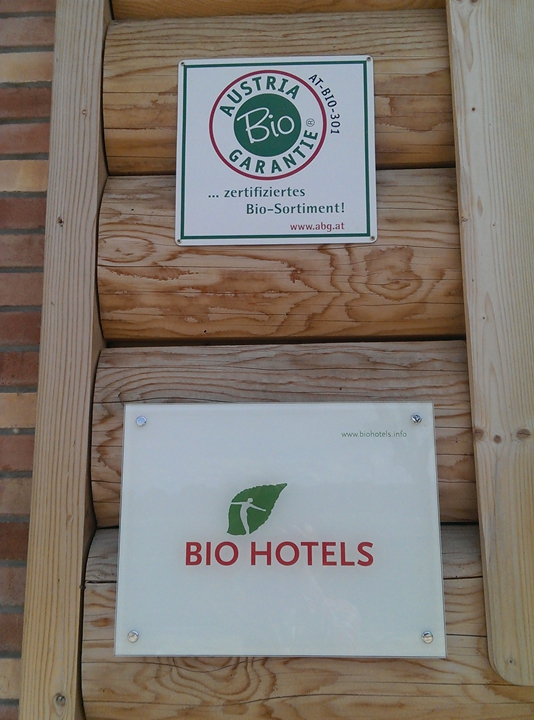 AUSTRIA
Bio
GARANTIE®
AT-BIO-301
... zertifiziertes
Bio-Sortiment!
www.abg.at
www.biohotels.info
BIO HOTELS